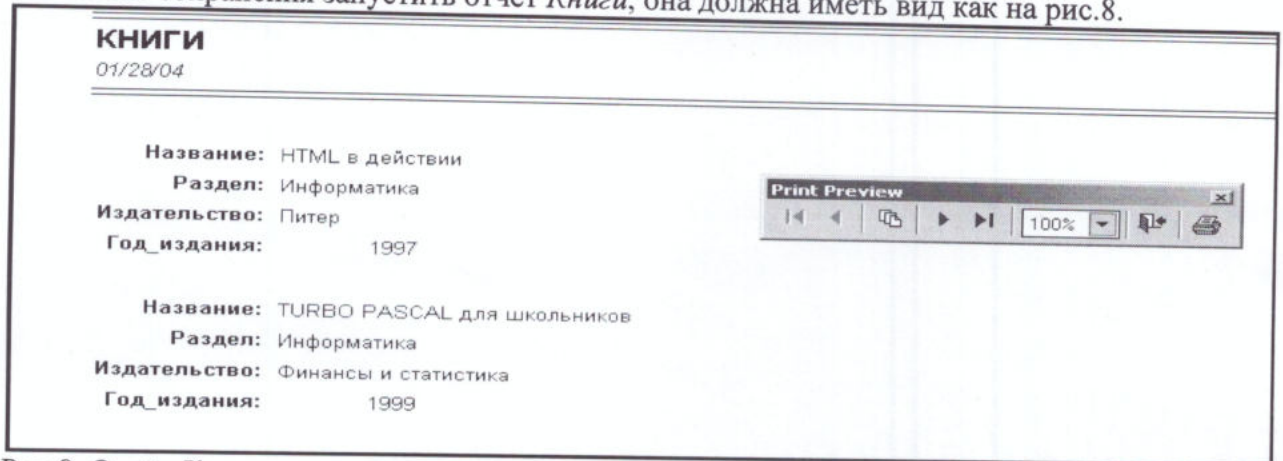 запустить отчет Книги, она должна иметь вид как на рис.8.
КНИГИ
01/28/04
Название: HTML в действии
Раздел: Информатика
Издательство: Питер
Год_издания: 1997
Print Preview
100%
Название: TURBO PASCAL для школьников
Раздел: Информатика
Издательство: Финансы и статистика
Год_издания: 1999